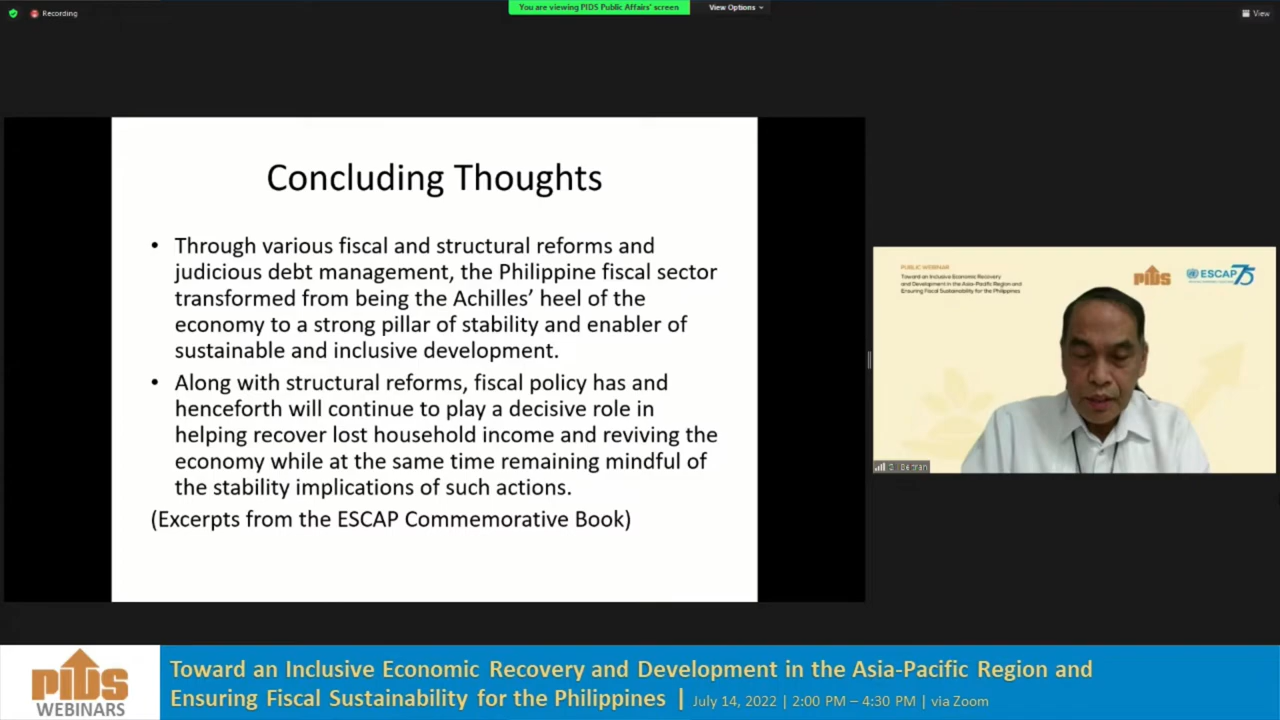 Recording
You are viewing PIDS Public Affairs' screen
View Options
View
Concluding Thoughts
• Through various fiscal and structural reforms and
judicious debt management, the Philippine fiscal sector
transformed from being the Achilles’ heel of the
economy to a strong pillar of stability and enabler of
sustainable and inclusive development.
• Along with structural reforms, fiscal policy has and
henceforth will continue to play a decisive role in
helping recover lost household income and reviving the
economy while at the same time remaining mindful of
the stability implications of such actions.
(Excerpts from the ESCAP Commemorative Book)
PUBLIC WEBINAR
Toward an Inclusive Economic Recovery
and Development in the Asia-Pacific Region and
Ensuring Fiscal Sustainability for the Philippines
PIDS
ESCAP 75
Beltran
PIDS
WEBINARS
Toward an Inclusive Economic Recovery and Development in the Asia-Pacific Region and
Ensuring Fiscal Sustainability for the Philippines | July 14, 2022 | 2:00 PM – 4:30 PM | via Zoom